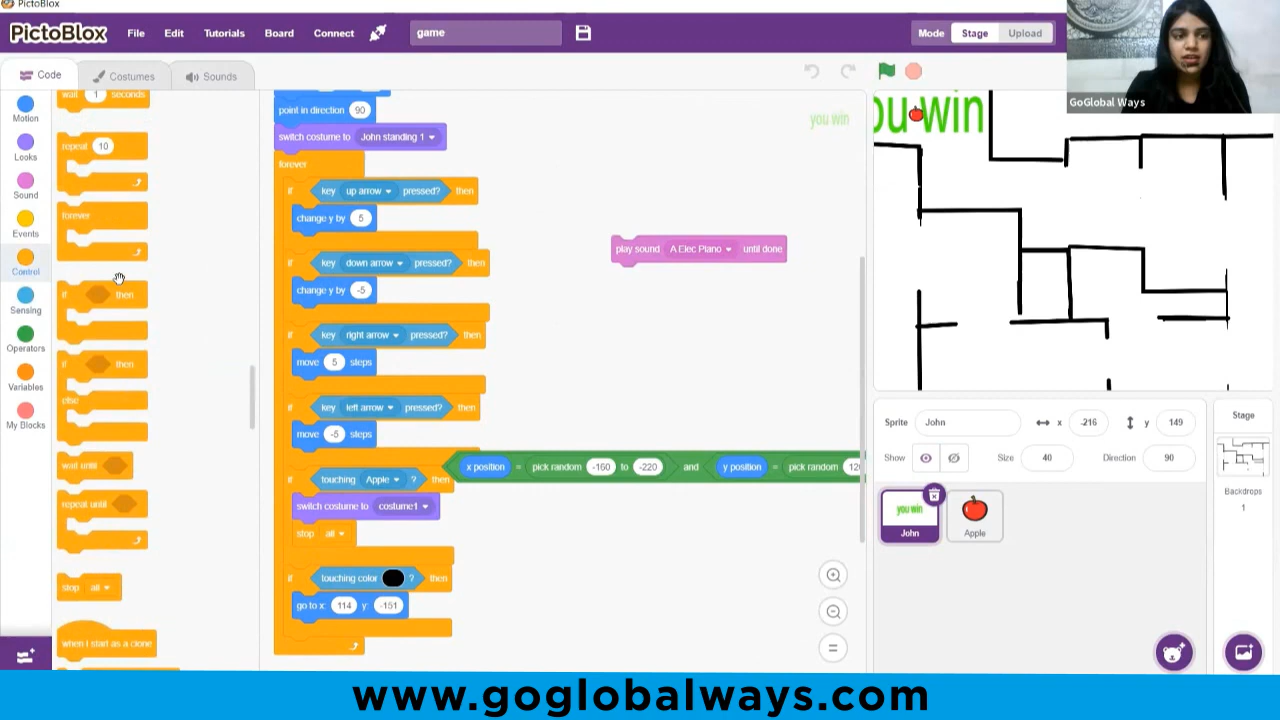 PictoBlox
PictoBlox File Edit Tutorials Board Connect game Mode Stage Upload
Code Costumes Sounds
GoGlobal Ways
Motion
Looks
Sound
Events
Control
Sensing
Operators
Variables
My Blocks
wait 1 seconds
repeat 10
forever
if then
if then
else
wait until
repeat until
stop all
when I start as a clone
point in direction 90
switch costume to John standing 1
forever
if key up arrow pressed? then
change y by 5
if key down arrow pressed? then
change y by -5
if key right arrow pressed? then
move 5 steps
if key left arrow pressed? then
move -5 steps
if touching Apple ? then
x position = pick random -160 to -220 and y position = pick random 120
switch costume to costume1
stop all
if touching color ? then
go to x: 114 y: -151
you win
play sound A Elec Piano until done
you win
Sprite John x -216 y 149
Show Size 40 Direction 90
you win
John
Apple
Stage
Backdrops
1
www.goglobalways.com